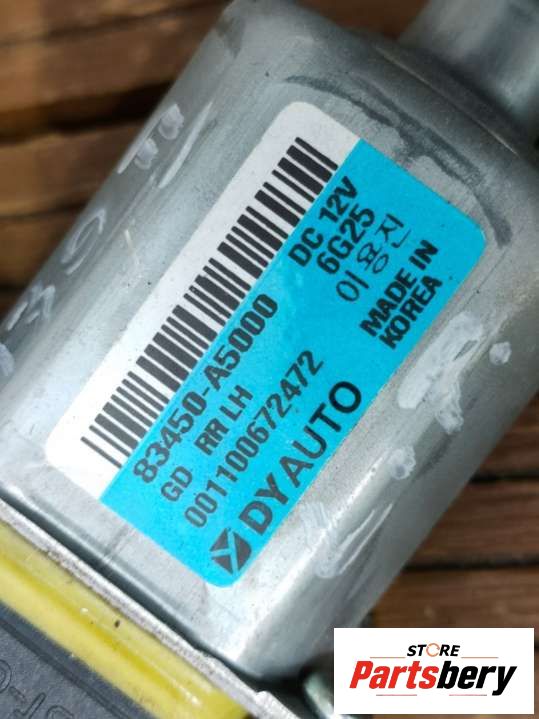 83450-A5000
DC 12V
GD RR LH
6G25
001100672472
이용진
DYAUTO
MADE IN
KOREA
STORE
Partsbery